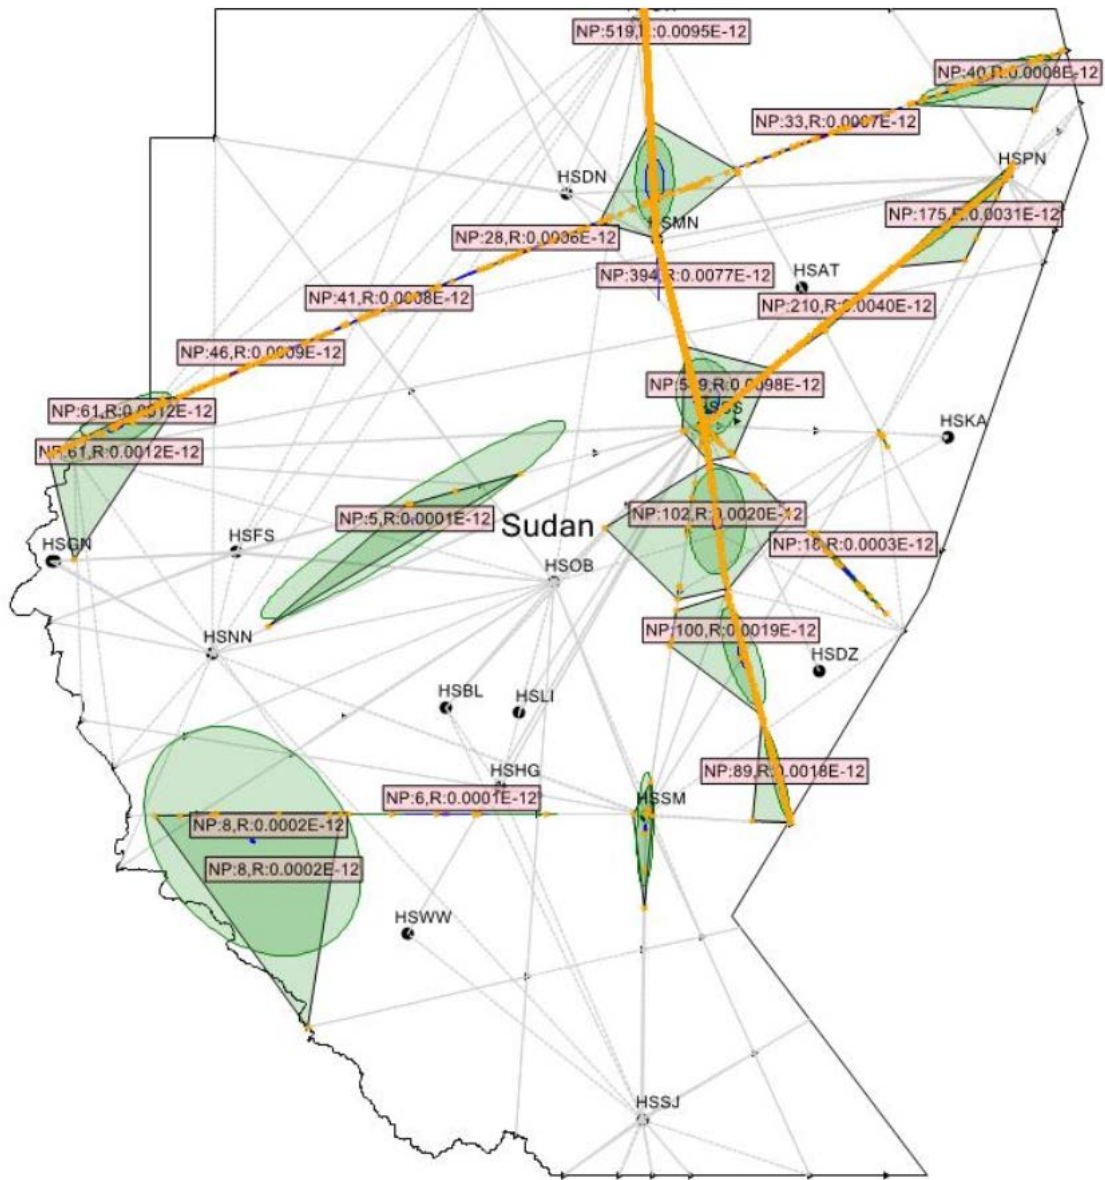 NP:519,R:0.0095E-12
NP:40,R:0.0008E-12
NP:33,R:0.0007E-12
HSPN
HSDN
NP:175,R:0.0031E-12
SMN
NP:28,R:0.0006E-12
NP:394,R:0.0077E-12
HSAT
NP:41,R:0.0008E-12
NP:210,R:0.0040E-12
NP:46,R:0.0009E-12
NP:61,R:0.0012E-12
HSKA
NP:61,R:0.0012E-12
NP:5,R:0.0001E-12
Sudan
NP:102,R:0.0020E-12
HSFS
HSGN
NP:18,R:0.0003E-12
HSOB
HSNN
NP:100,R:0.0019E-12
HSDZ
HSBL
HSLI
HSHG
NP:89,R:0.0018E-12
NP:6,R:0.0001E-12
HSSM
NP:8,R:0.0002E-12
NP:8,R:0.0002E-12
HSWW
HSSJ